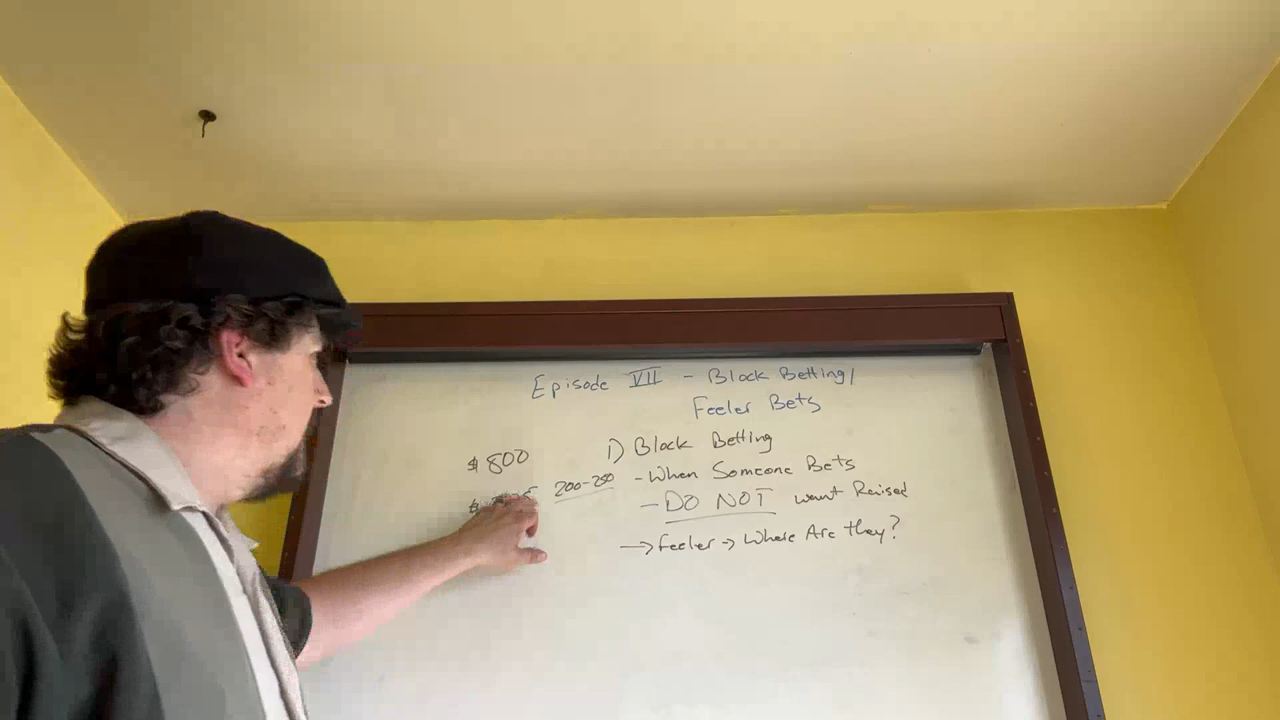 Episode VII - Block Betting/
Feeler Bets
$800
$
200-250
1) Block Betting
-When Someone Bets
-DO NOT want Raised
→Feeler→Where Are they?